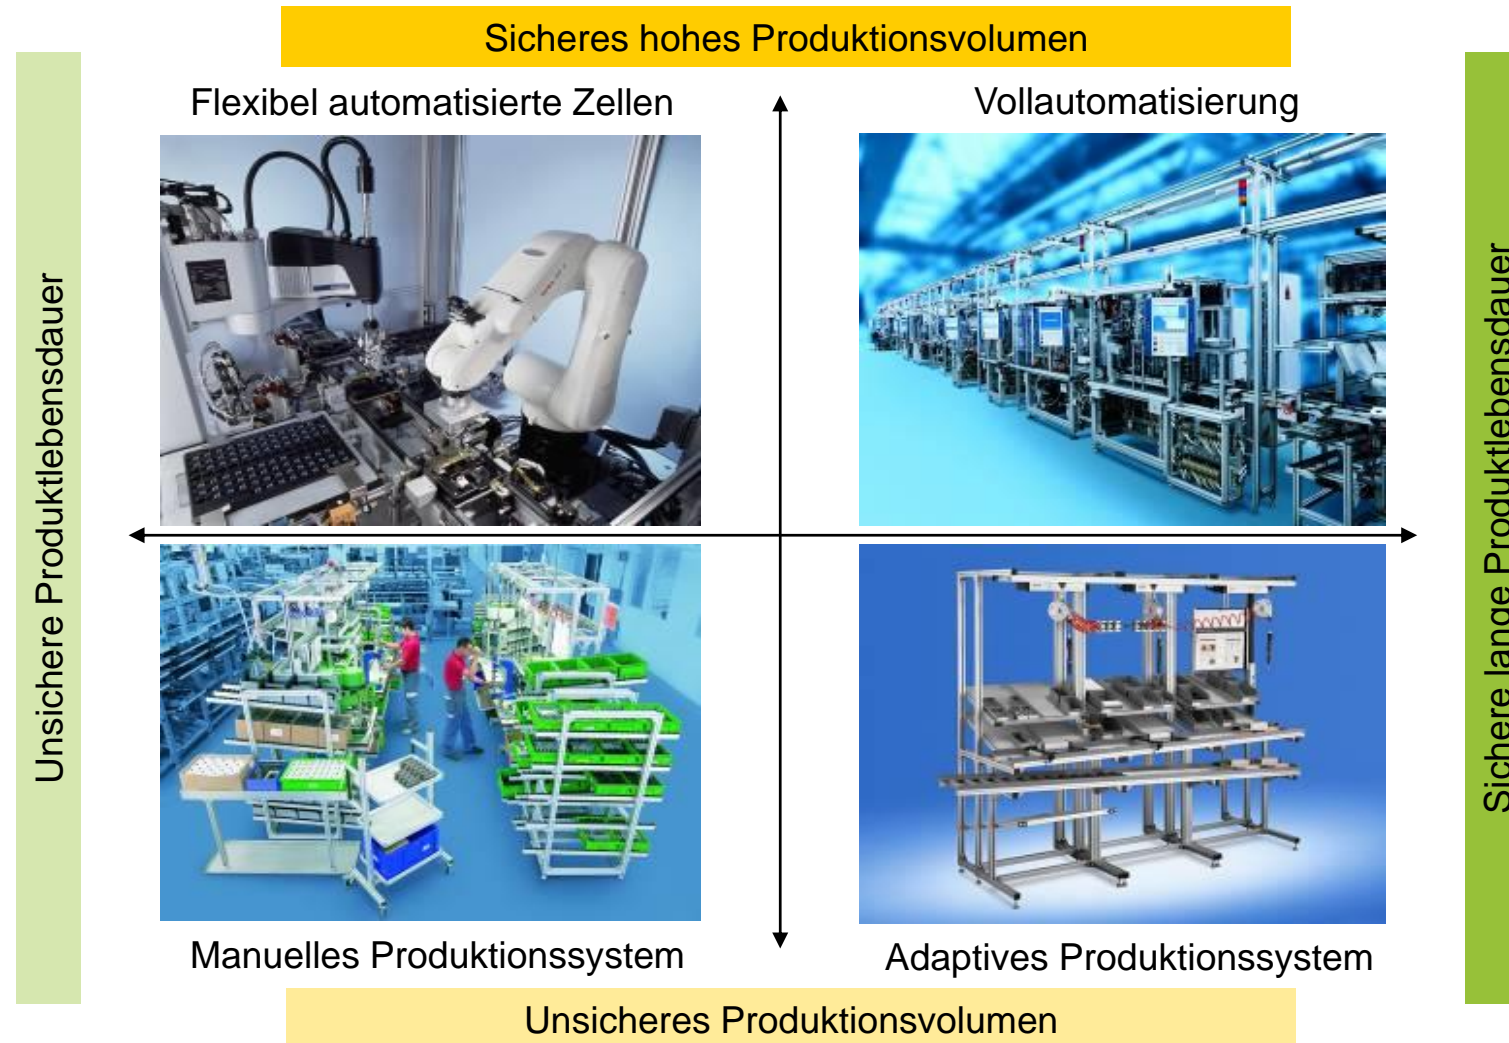 Sicheres hohes Produktionsvolumen
Flexibel automatisierte Zellen
Vollautomatisierung
Unsichere Produktlebensdauer
Sichere lange Produktlebensdauer
Manuelles Produktionssystem
Adaptives Produktionssystem
Unsicheres Produktionsvolumen